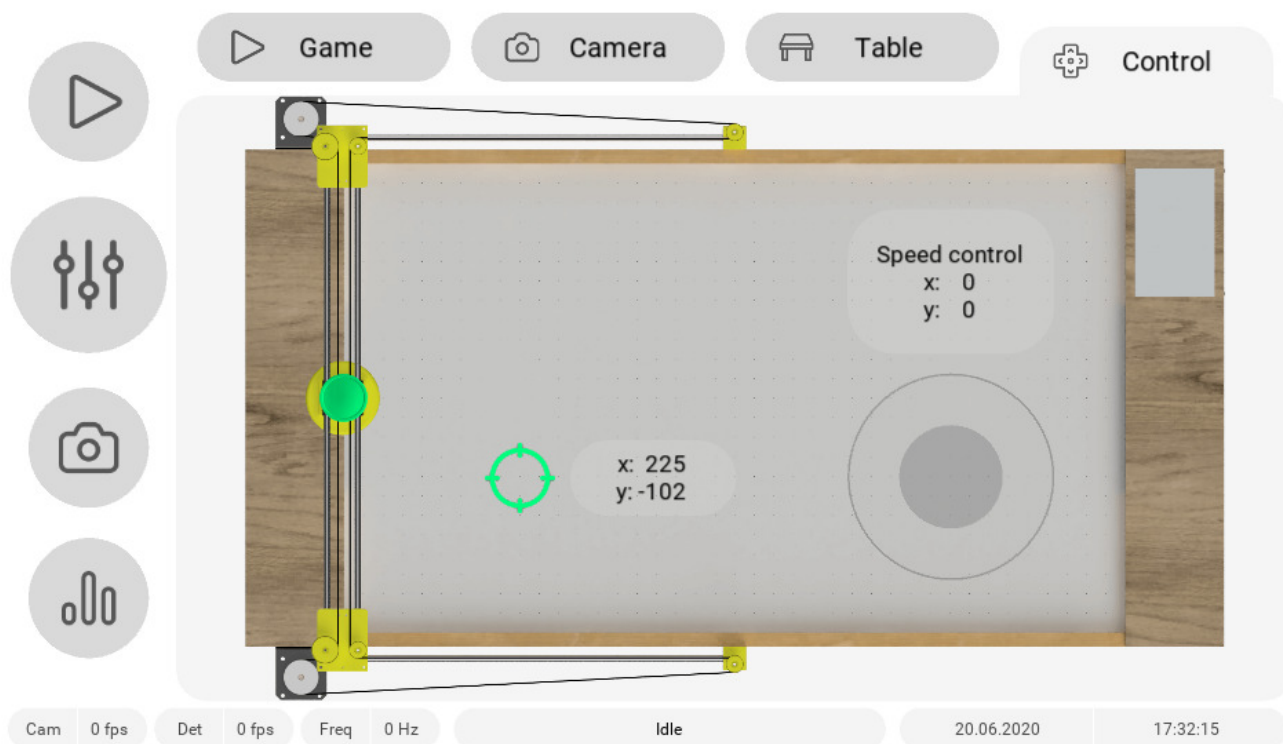 Game
Camera
Table
Control
Speed control
x: 0
y: 0
x: 225
y: -102
Cam 0 fps
Det 0 fps
Freq 0 Hz
Idle
20.06.2020
17:32:15